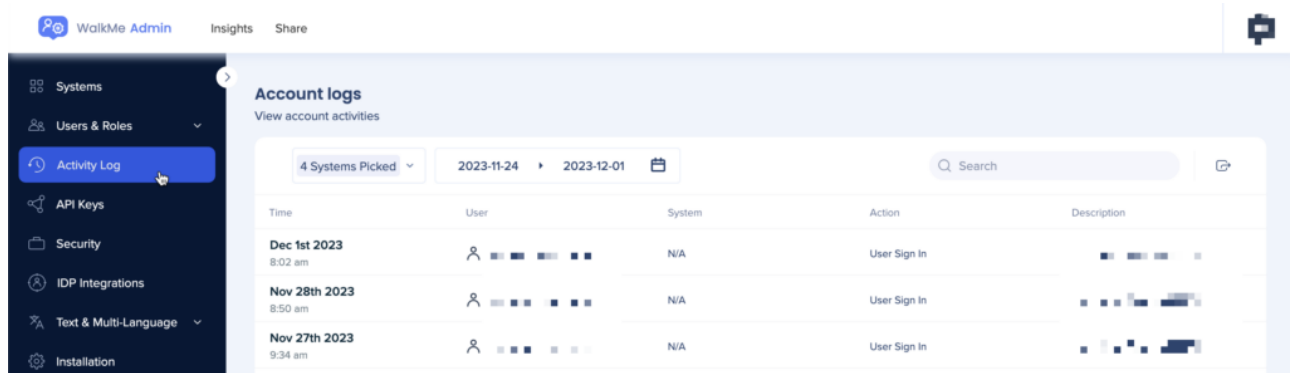 WalkMe Admin Insights Share
Systems
Users & Roles
Activity Log
API Keys
Security
IDP Integrations
Text & Multi-Language
Installation
Account logs
View account activities
4 Systems Picked 2023-11-24 2023-12-01 Search
Time User System Action Description
Dec 1st 2023
8:02 am
N/A User Sign In
Nov 28th 2023
8:50 am
N/A User Sign In
Nov 27th 2023
9:34 am
N/A User Sign In